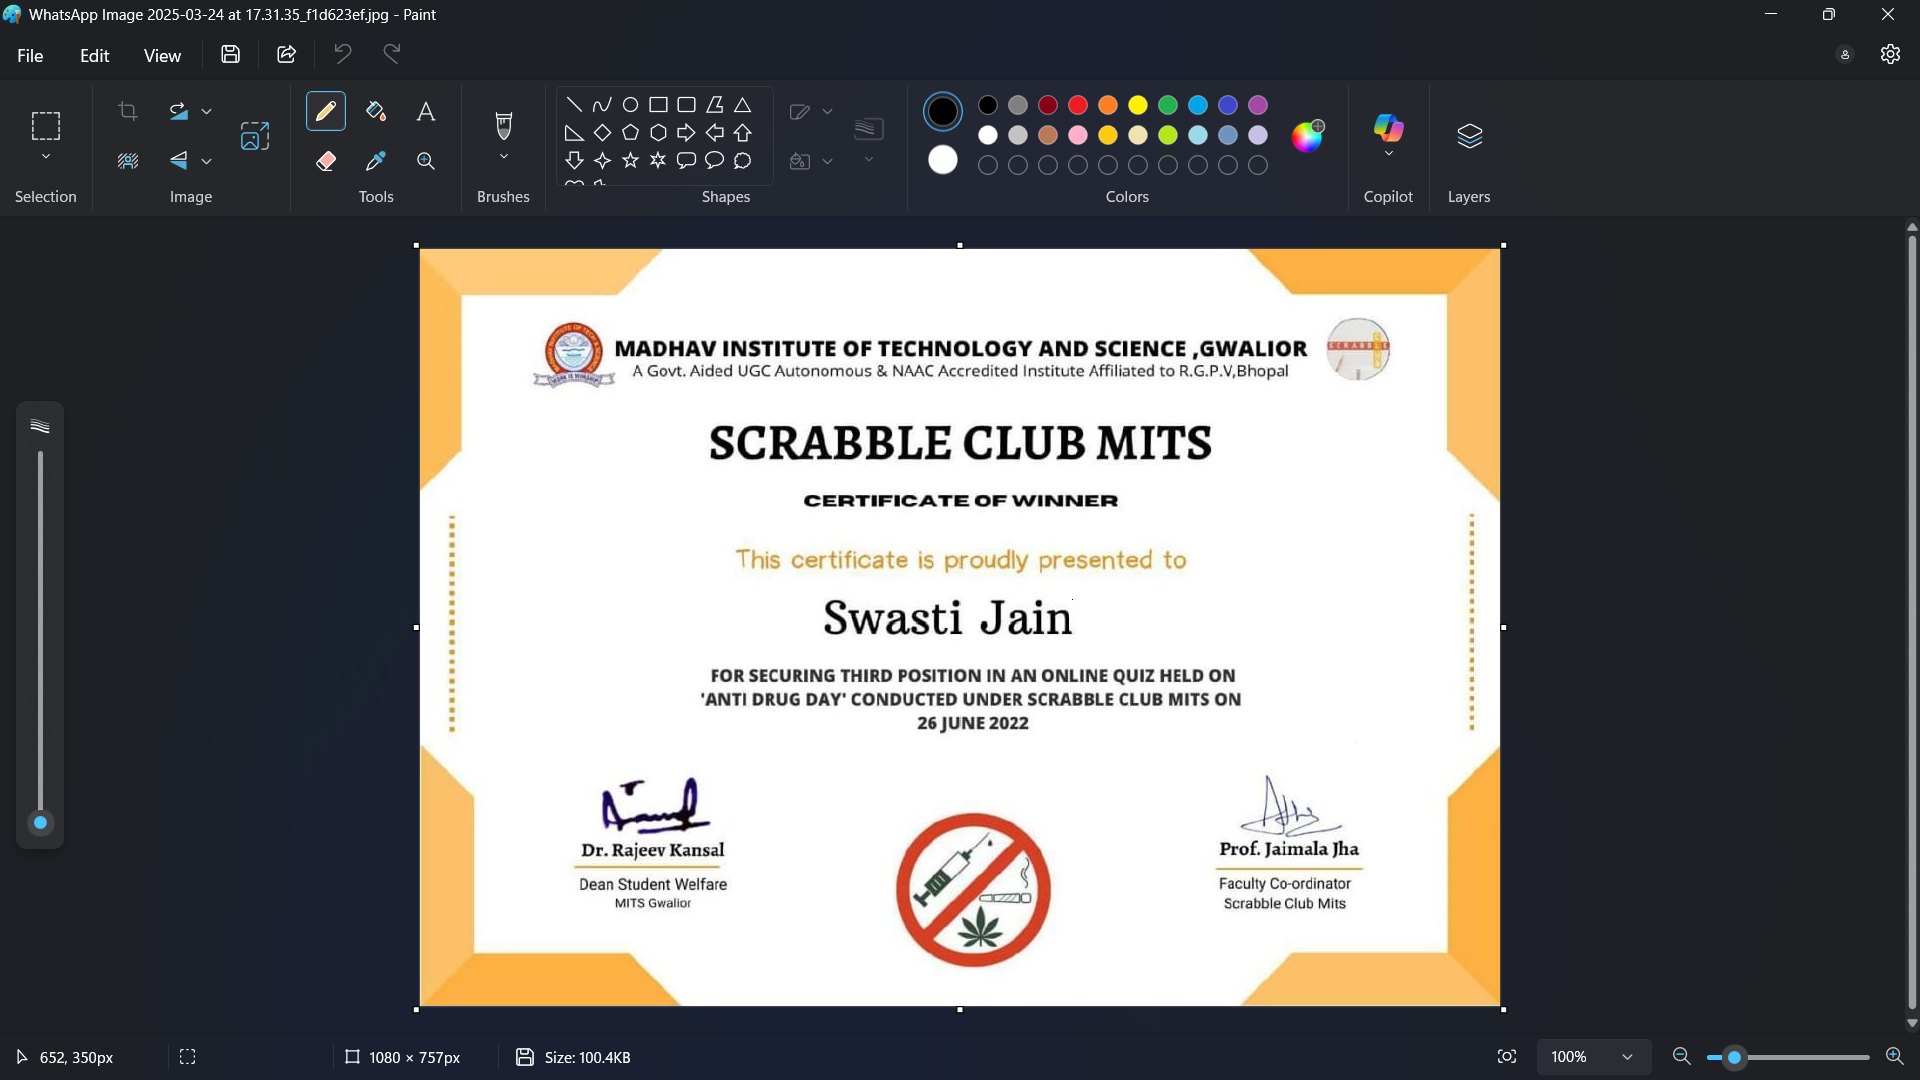 WhatsApp Image 2025-03-24 at 17.31.35_f1d623ef.jpg - Paint
File Edit View
Selection Image Tools Brushes Shapes Colors Copilot Layers
MADHAV INSTITUTE OF TECHNOLOGY AND SCIENCE ,GWALIOR
A Govt. Aided UGC Autonomous & NAAC Accredited Institute Affiliated to R.G.P.V,Bhopal
SCRABBLE CLUB MITS
CERTIFICATE OF WINNER
This certificate is proudly presented to
Swasti Jain
FOR SECURING THIRD POSITION IN AN ONLINE QUIZ HELD ON
'ANTI DRUG DAY' CONDUCTED UNDER SCRABBLE CLUB MITS ON
26 JUNE 2022
Dr. Rajeev Kansal
Dean Student Welfare
MITS Gwalior
Prof. Jaimala Jha
Faculty Co-ordinator
Scrabble Club Mits
652, 350px 1080 × 757px Size: 100.4KB 100%